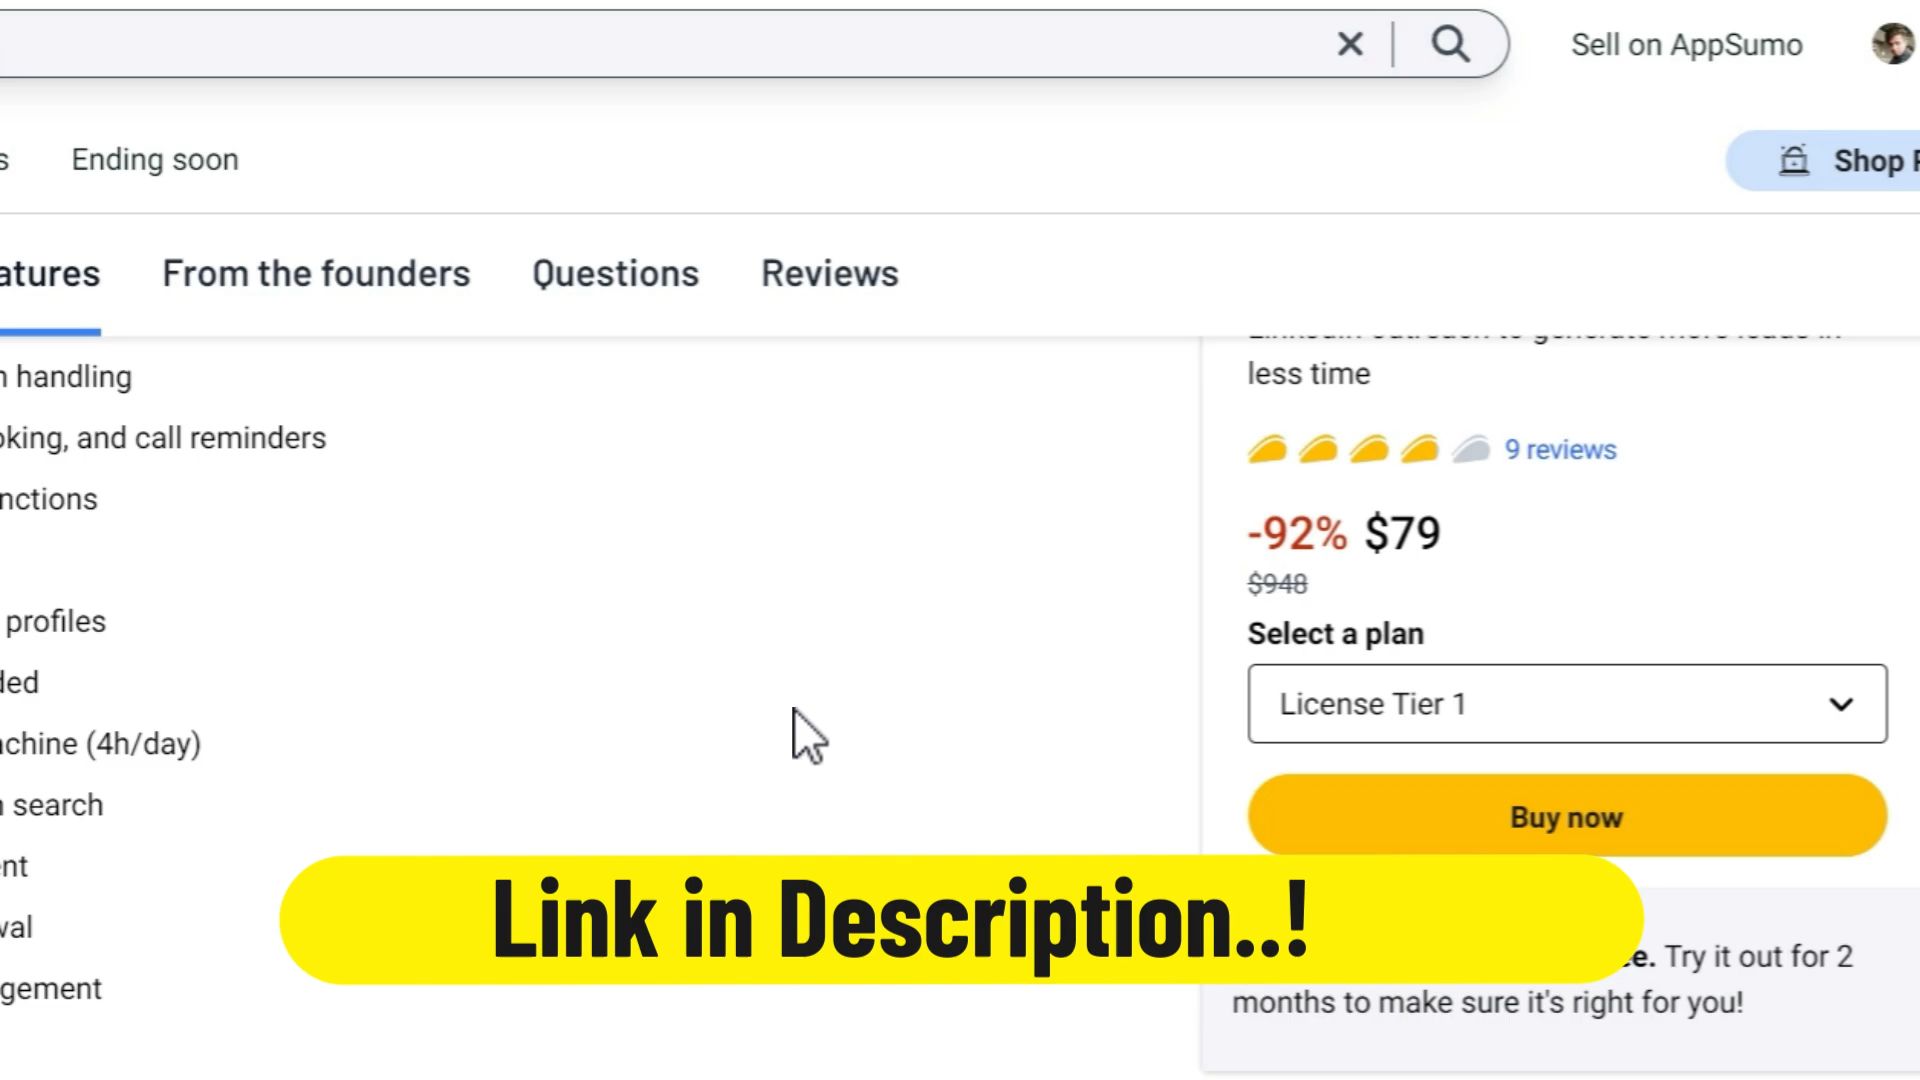 Sell on AppSumo
Ending soon
Shop
atures From the founders Questions Reviews
handling
less time
oking, and call reminders
9 reviews
nctions
-92% $79
$948
profiles
Select a plan
ded
License Tier 1
achine (4h/day)
search
Buy now
ent
Link in Description..!
val
e. Try it out for 2
gement
months to make sure it's right for you!